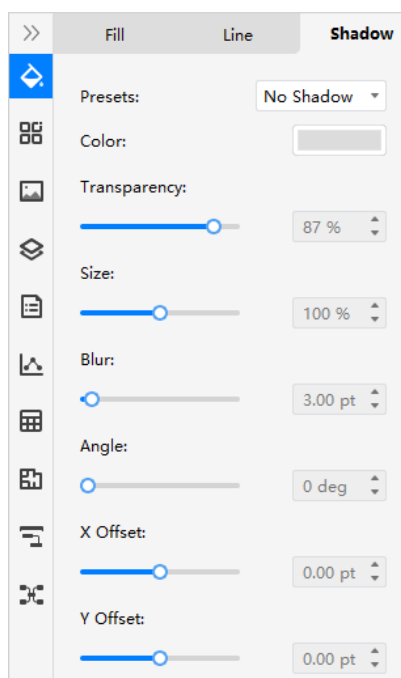 Fill Line Shadow
Presets: No Shadow
Color:
Transparency:
87 %
Size:
100 %
Blur:
3.00 pt
Angle:
0 deg
X Offset:
0.00 pt
Y Offset:
0.00 pt